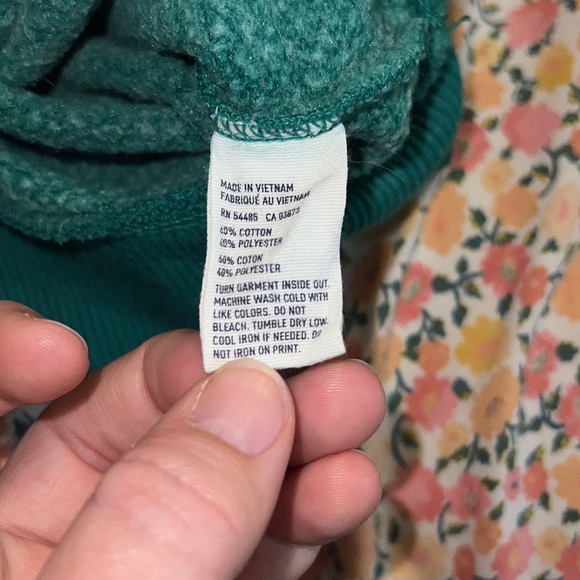 MADE IN VIETNAM
FABRIQUÉ AU VIETNAM
RN 54485 CA 03673
60% COTTON
40% POLYESTER
60% COTON
40% POLYESTER
TURN GARMENT INSIDE OUT.
MACHINE WASH COLD WITH
LIKE COLORS. DO NOT
BLEACH. TUMBLE DRY LOW.
COOL IRON IF NEEDED. DO
NOT IRON ON PRINT.